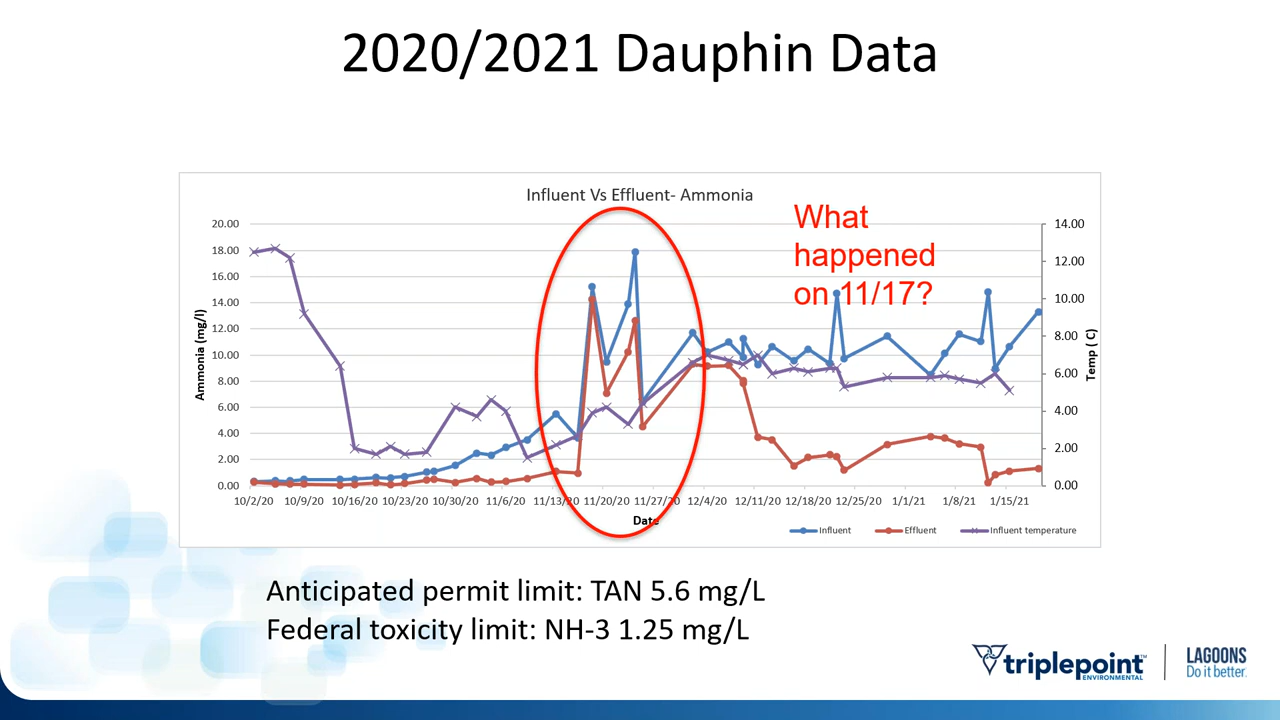 2020/2021 Dauphin Data
Influent Vs Effluent- Ammonia
What
happened
on 11/17?
20.00
18.00
16.00
14.00
12.00
10.00
8.00
6.00
4.00
2.00
0.00
Ammonia (mg/l)
14.00
12.00
10.00
8.00
6.00
4.00
2.00
0.00
Temp ( C)
10/2/20 10/9/20 10/16/20 10/23/20 10/30/20 11/6/20 11/13/20 11/20/20 11/27/20 12/4/20 12/11/20 12/18/20 12/25/20 1/1/21 1/8/21 1/15/21
Date
Influent Effluent Influent temperature
Anticipated permit limit: TAN 5.6 mg/L
Federal toxicity limit: NH-3 1.25 mg/L
triplepoint™
ENVIRONMENTAL
LAGOONS
Do it better.